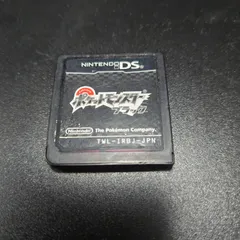 NINTENDO DS
ポケットモンスター
ブラック
Nintendo The Pokémon Company
TWL-IRBJ-JPN